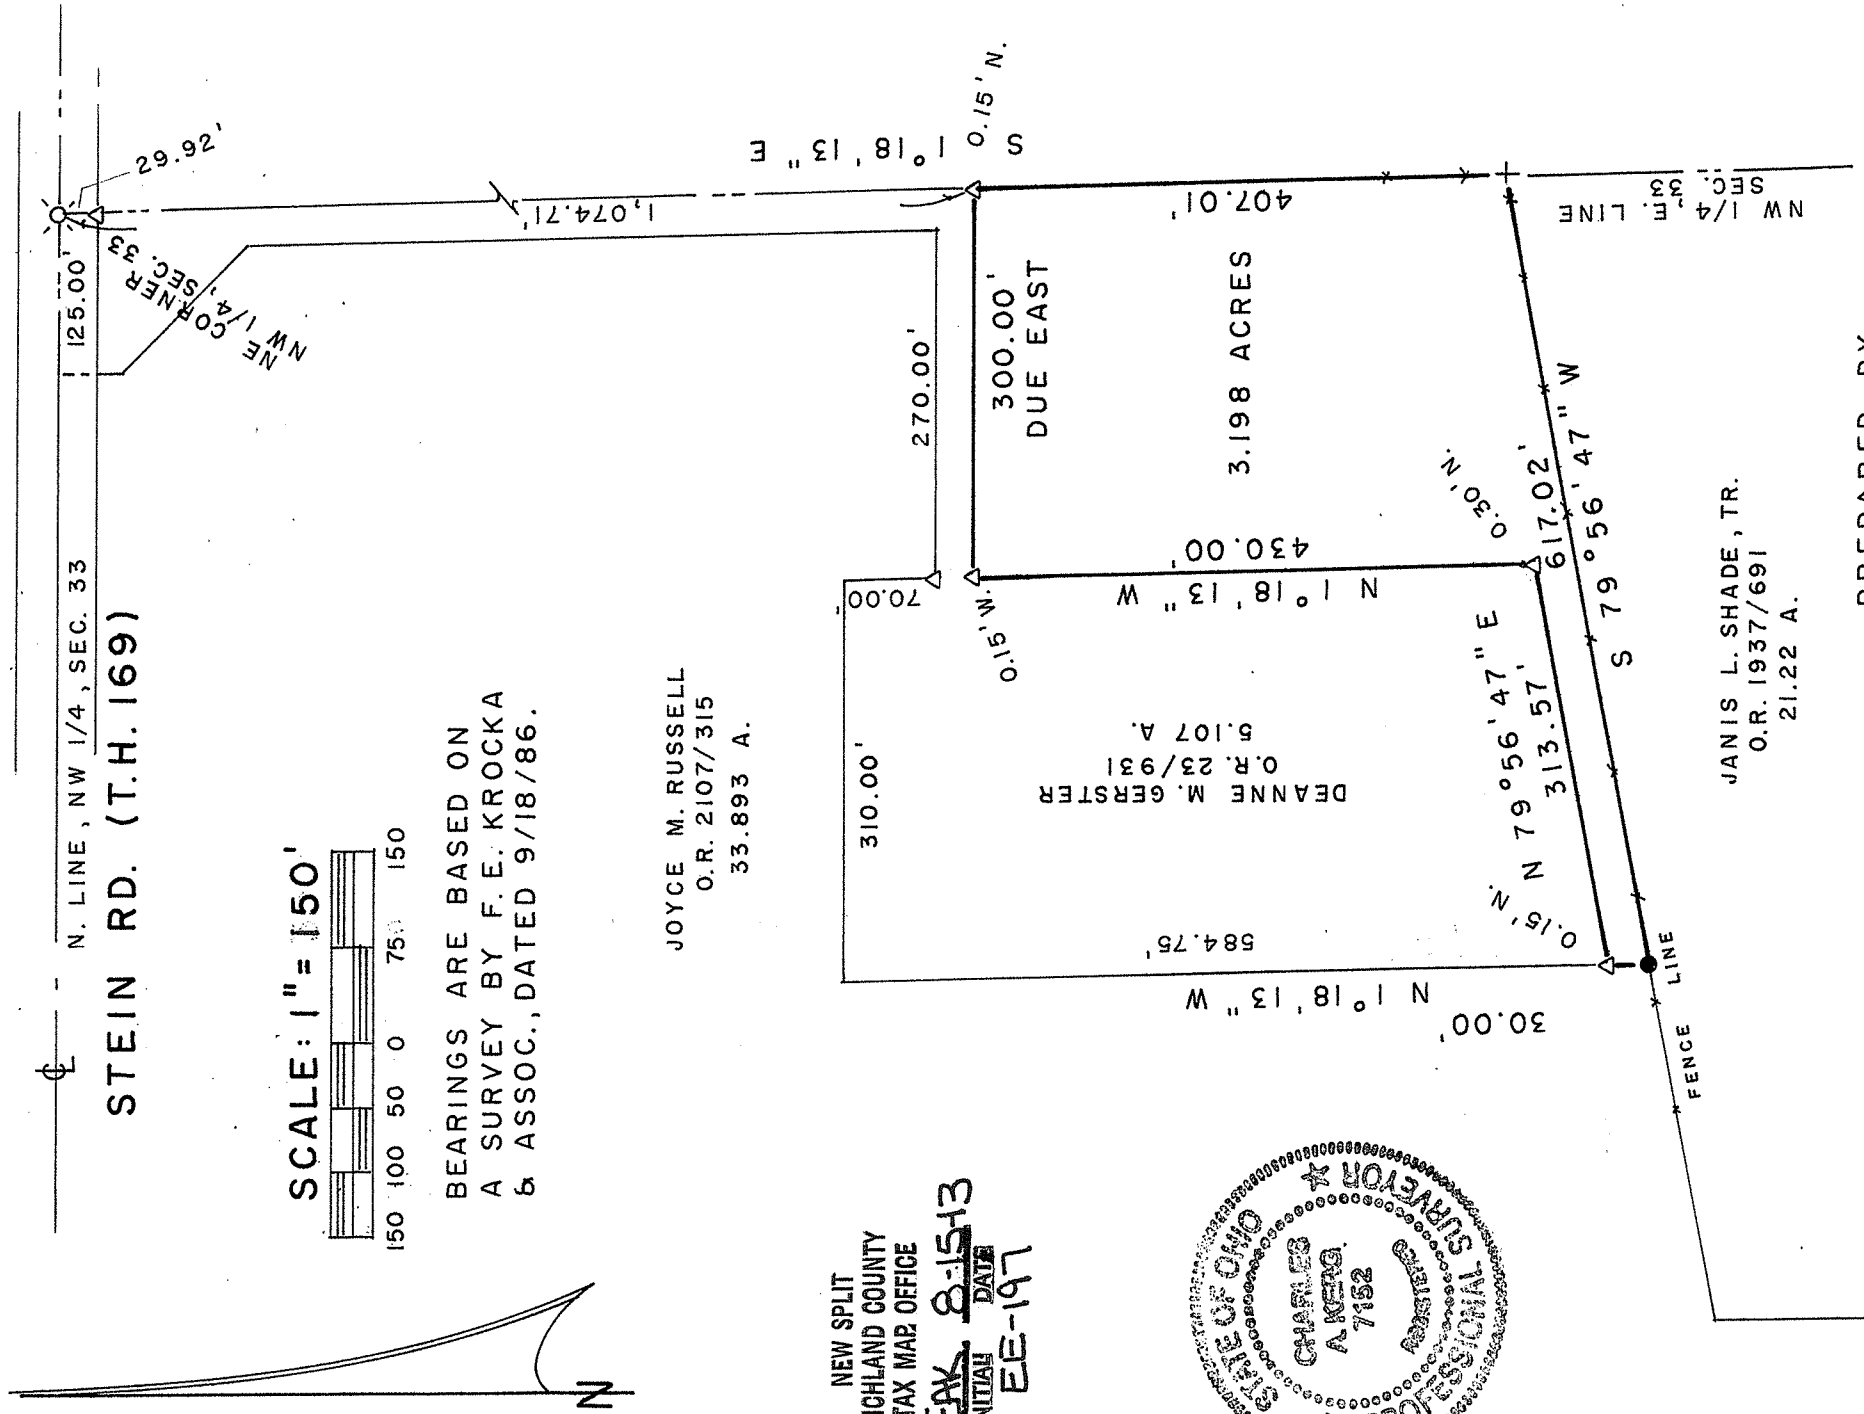 29.92'
125.00'
NE CORNER
NW 1/4, SEC. 33
N. LINE, NW 1/4, SEC. 33
STEIN RD. (T.H. 169)
SCALE: 1" = 150'
150 100 50 0 75 150
BEARINGS ARE BASED ON
A SURVEY BY F. E. KROCKA
& ASSOC., DATED 9/18/86.
JOYCE M. RUSSELL
O.R. 2107/315
33.893 A.
1,074.71'
S 1° 18' 13" E
0.15' N.
407.01'
NW 1/4, E. LINE
SEC. 33
270.00'
300.00'
DUE EAST
3.198 ACRES
70.00'
0.15' W.
310.00'
430.00'
N 1° 18' 13" W
0.30' N.
DEANNE M. GERSTER
O.R. 23/931
5.107 A.
584.75'
N 1° 18' 13" W
30.00'
0.15' N.
N 79° 56' 47" E
313.57'
617.02'
S 79° 56' 47" W
FENCE LINE
JANIS L. SHADE, TR.
O.R. 1937/691
21.22 A.
NEW SPLIT
ICHLAND COUNTY
TAX MAP OFFICE
8-15-13
INITIAL DATE
EE-197
STATE OF OHIO
CHARLES
A. KERG
7152
REGISTERED
PROFESSIONAL SURVEYOR
N